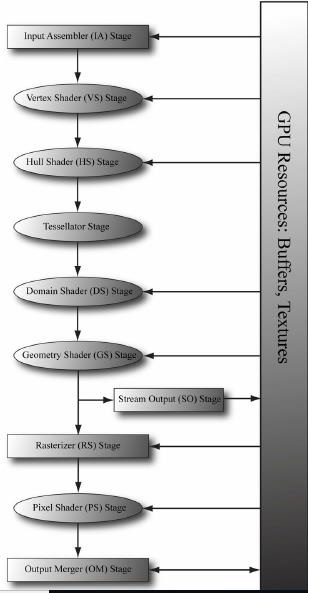 Input Assembler (IA) Stage
Vertex Shader (VS) Stage
Hull Shader (HS) Stage
Tessellator Stage
Domain Shader (DS) Stage
Geometry Shader (GS) Stage
Stream Output (SO) Stage
Rasterizer (RS) Stage
Pixel Shader (PS) Stage
Output Merger (OM) Stage
GPU Resources: Buffers, Textures